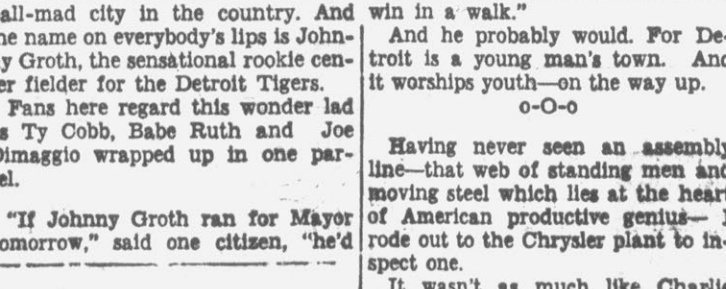 all-mad city in the country. And
he name on everybody's lips is John-
y Groth, the sensational rookie cen-
er fielder for the Detroit Tigers.
Fans here regard this wonder lad
s Ty Cobb, Babe Ruth and Joe
Dimaggio wrapped up in one par-
el.
"If Johnny Groth ran for Mayor
omorrow," said one citizen, "he'd
win in a walk."
And he probably would. For De-
troit is a young man's town. And
it worships youth—on the way up.
o-O-o
Having never seen an assembly
line—that web of standing men and
moving steel which lies at the heart
of American productive genius—
rode out to the Chrysler plant to in-
spect one.
It wasn't as much like Charlie